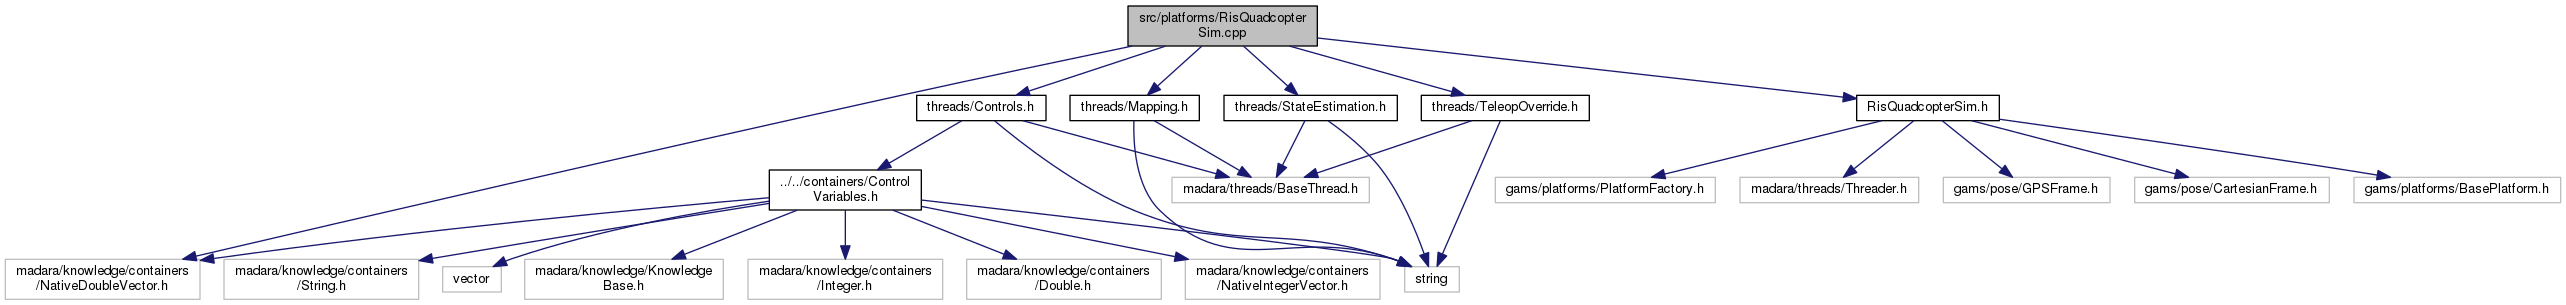 src/platforms/RisQuadcopter
Sim.cpp
threads/Controls.h
threads/Mapping.h
threads/StateEstimation.h
threads/TeleopOverride.h
RisQuadcopterSim.h
../../containers/Control
Variables.h
madara/threads/BaseThread.h
gams/platforms/PlatformFactory.h
madara/threads/Threader.h
gams/pose/GPSFrame.h
gams/pose/CartesianFrame.h
gams/platforms/BasePlatform.h
madara/knowledge/containers
/NativeDoubleVector.h
madara/knowledge/containers
/String.h
vector
madara/knowledge/Knowledge
Base.h
madara/knowledge/containers
/Integer.h
madara/knowledge/containers
/Double.h
madara/knowledge/containers
/NativeIntegerVector.h
string